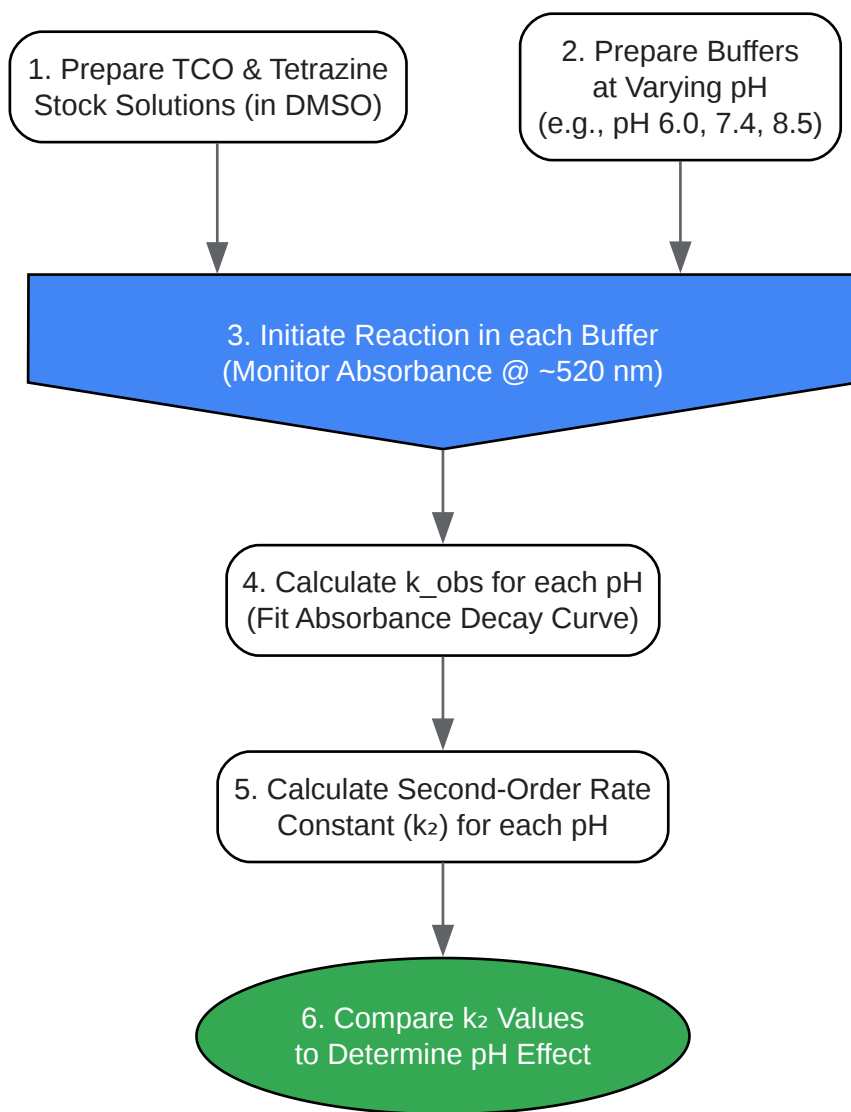 1. Prepare TCO & Tetrazine
Stock Solutions (in DMSO)
2. Prepare Buffers
at Varying pH
(e.g., pH 6.0, 7.4, 8.5)
3. Initiate Reaction in each Buffer
(Monitor Absorbance @ ~520 nm)
4. Calculate k_obs for each pH
(Fit Absorbance Decay Curve)
5. Calculate Second-Order Rate
Constant (k₂) for each pH
6. Compare k₂ Values
to Determine pH Effect